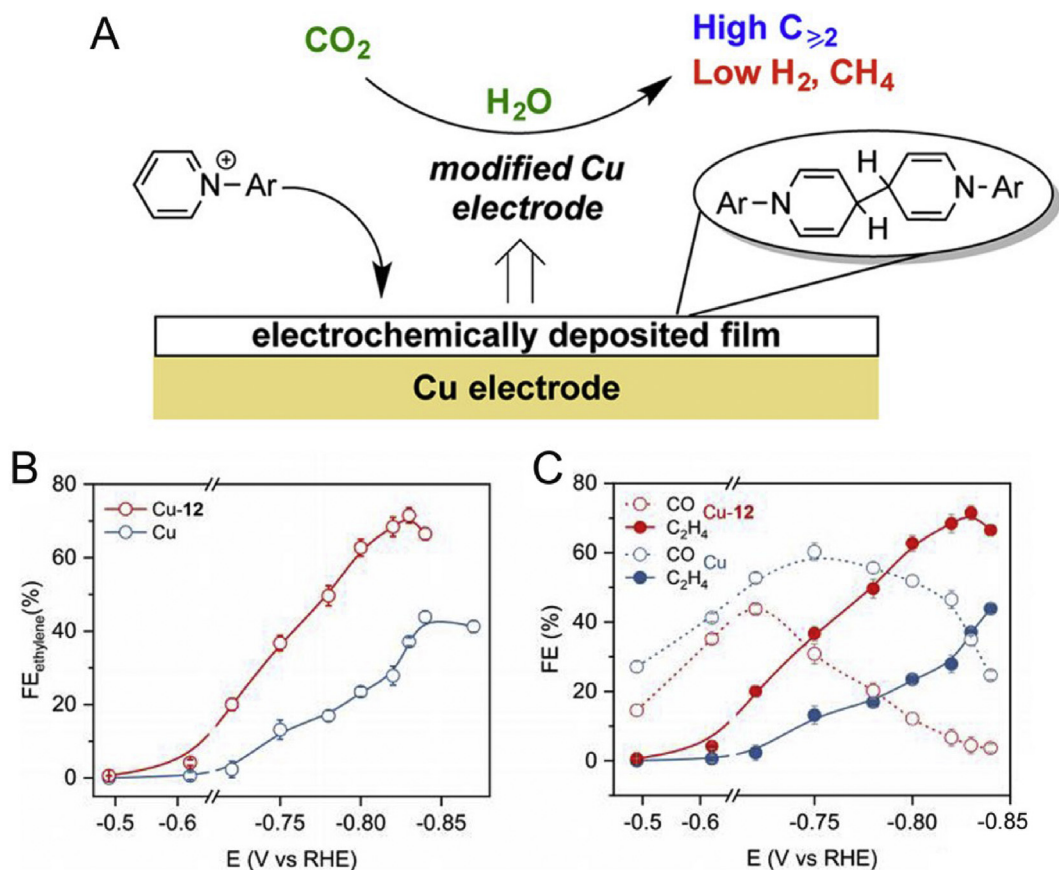 A
CO₂
H₂O
High C⩾₂
Low H₂, CH₄
⊕
N–Ar
modified Cu
electrode
H
Ar–N
N–Ar
H
electrochemically deposited film
Cu electrode
B
80
60
40
20
0
FEethylene(%)
Cu-12
Cu
-0.5
-0.6
-0.75
-0.80
-0.85
E (V vs RHE)
C
80
60
40
20
0
FE (%)
CO
Cu-12
C₂H₄
CO
Cu
C₂H₄
-0.5
-0.6
-0.75
-0.80
-0.85
E (V vs RHE)